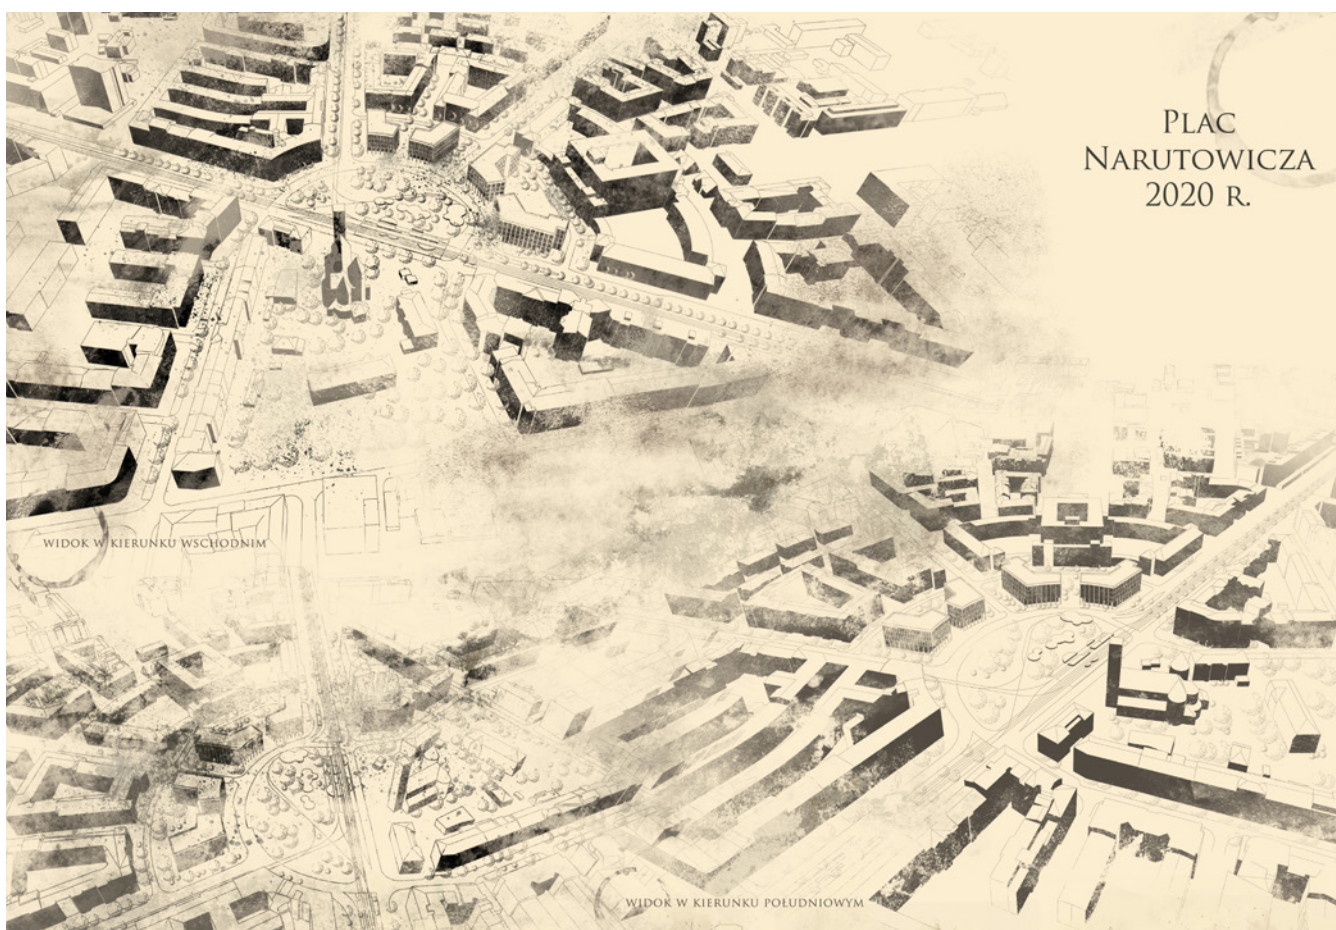 PLAC
NARUTOWICZA
2020 R.
WIDOK W KIERUNKU WSCHODNIM
WIDOK W KIERUNKU POŁUDNIOWYM